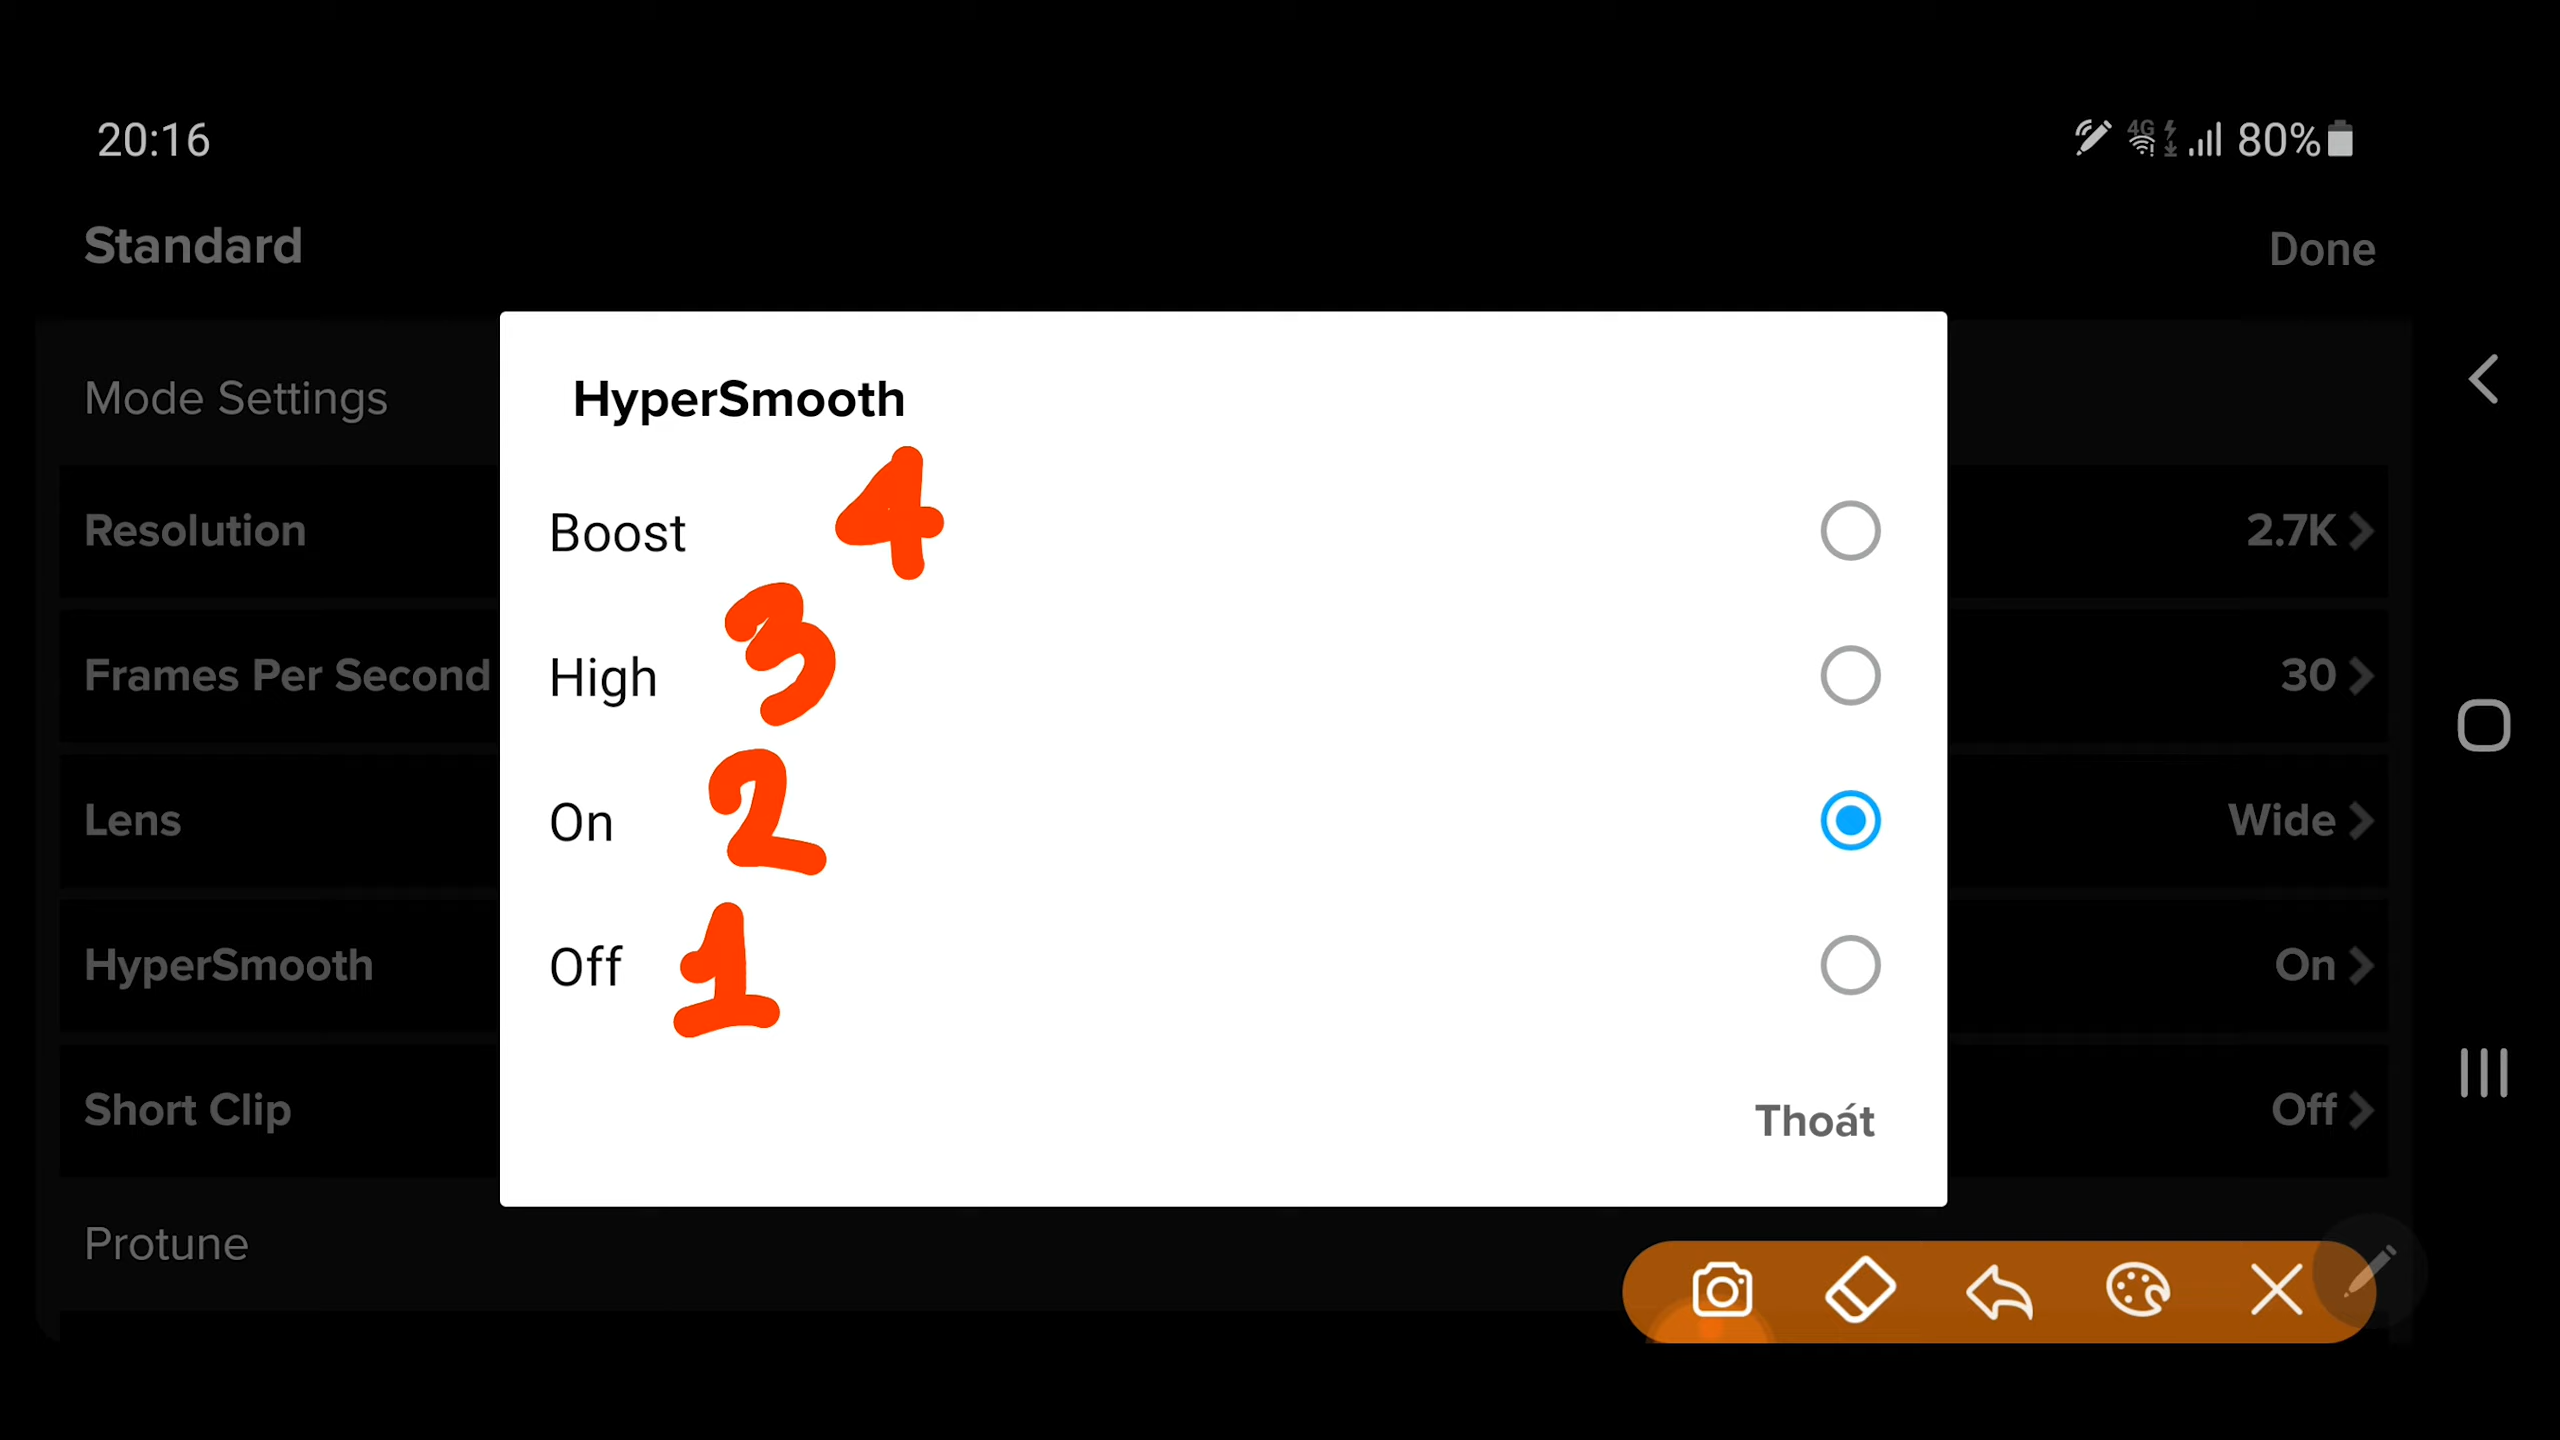 20:16 4G 80%
Standard Done
HyperSmooth
Mode Settings
Boost 4
Resolution 2.7K
High 3
Frames Per Second 30
On 2
Lens Wide
Off 1
HyperSmooth On
Short Clip Off
Thoát
Protune